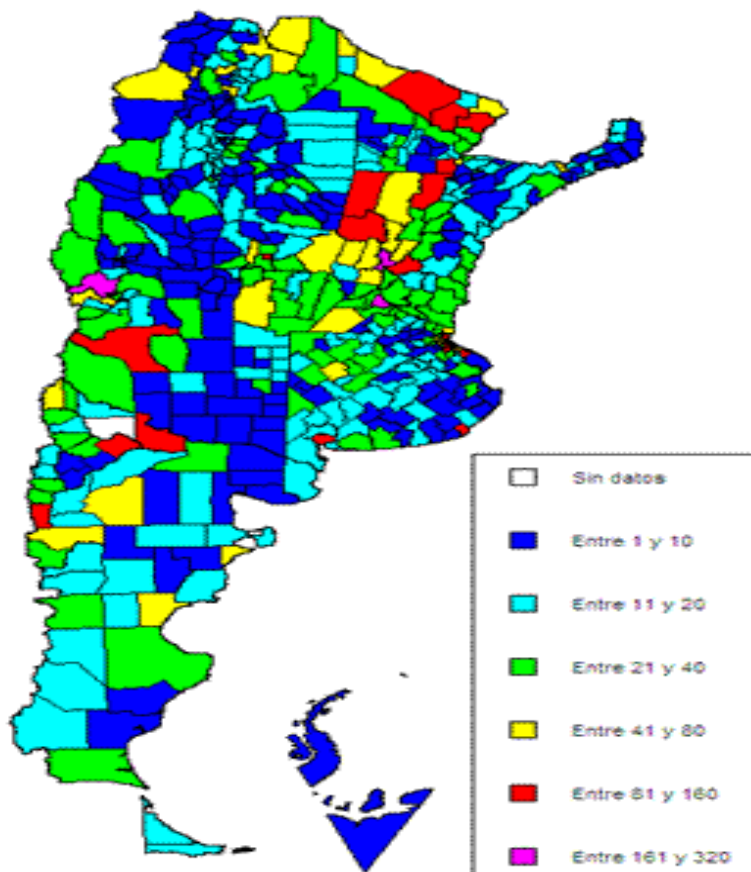 Sin datos
Entre 1 y 10
Entre 11 y 20
Entre 21 y 40
Entre 41 y 80
Entre 81 y 160
Entre 161 y 320